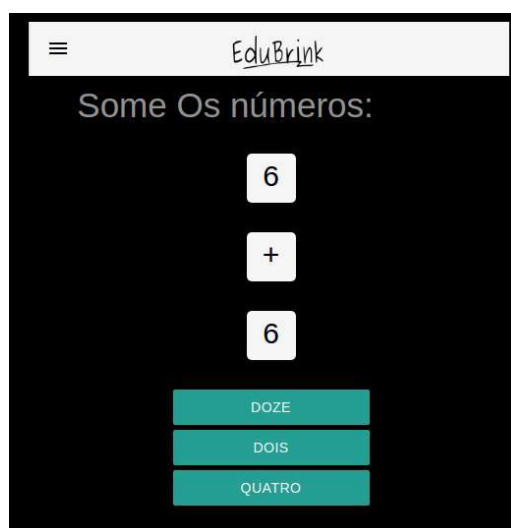 EduBrink
Some Os números:
6
+
6
DOZE
DOIS
QUATRO